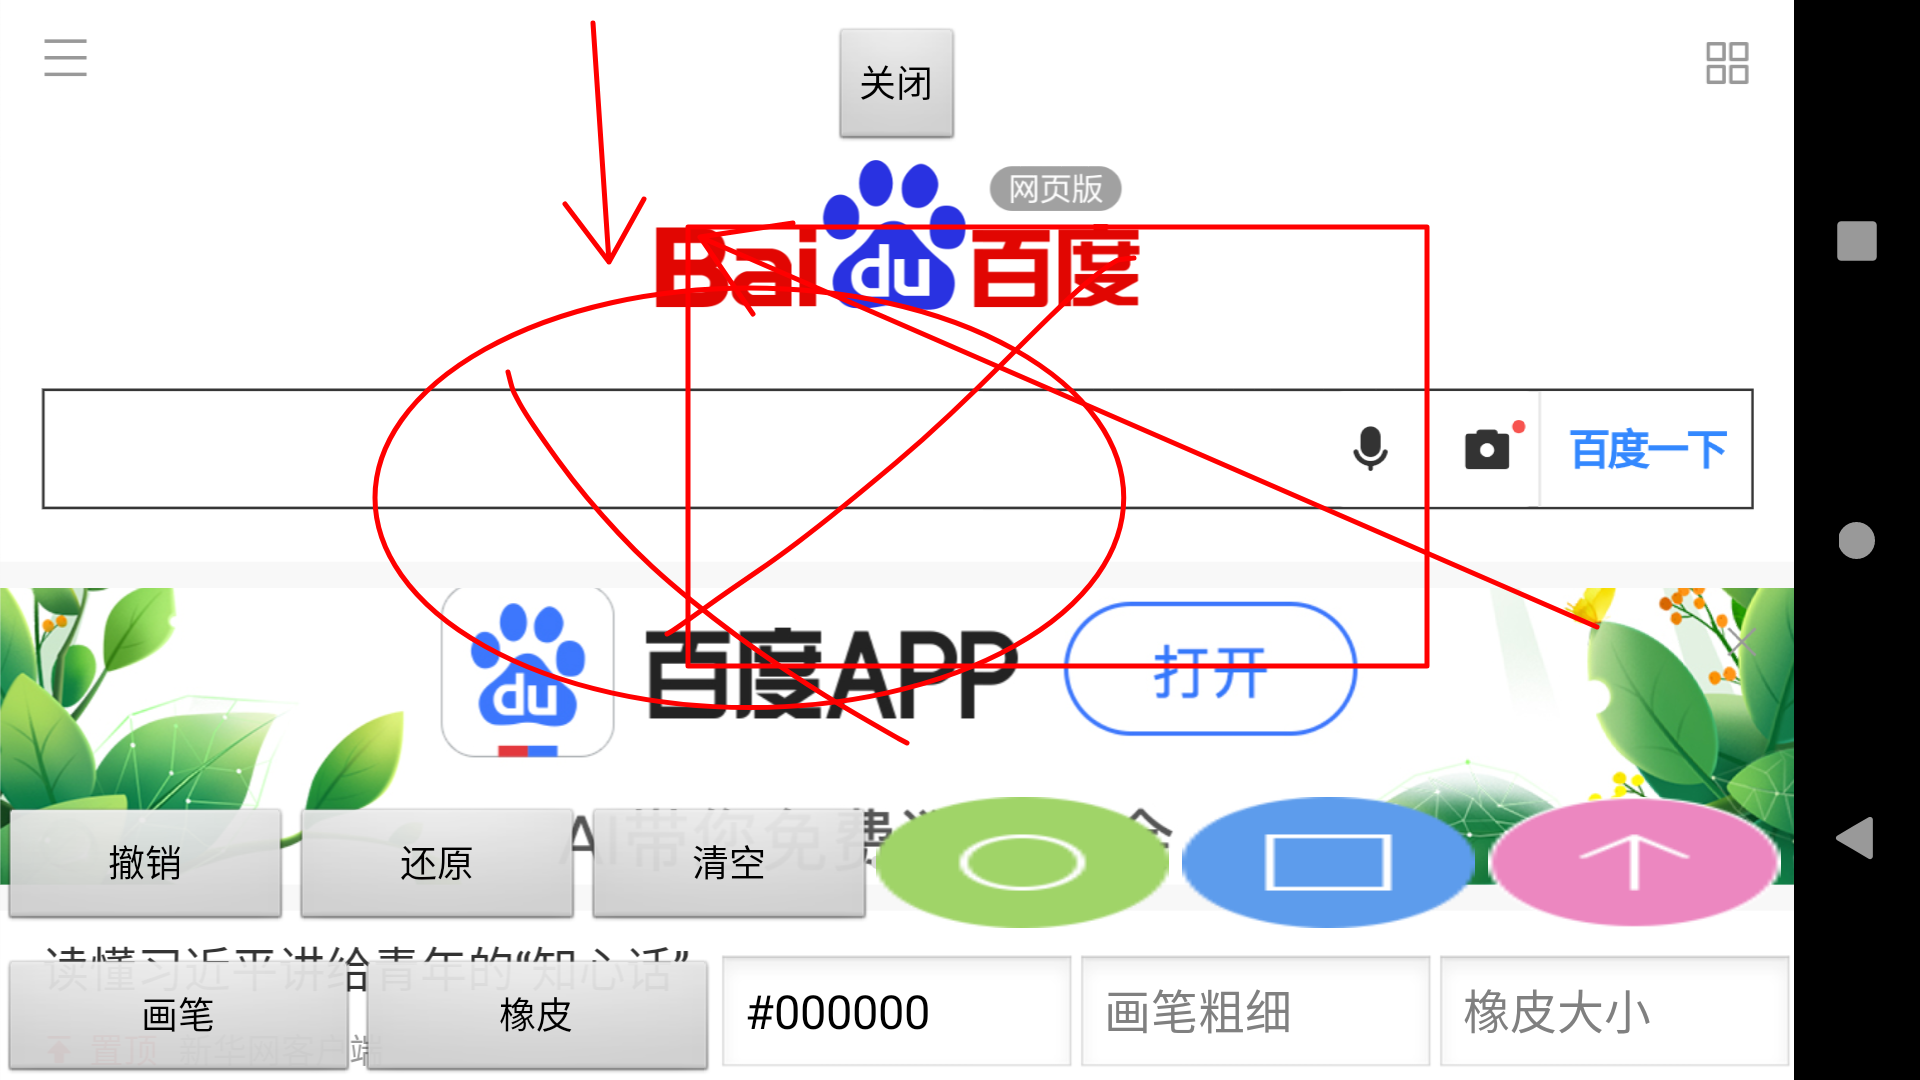 关闭
网页版
Bai du 百度
百度一下
du 百度APP 打开
AI带你免费
撤销 还原 清空
读懂习近平讲给青年的“知心话”
画笔 橡皮 #000000 画笔粗细 橡皮大小
置顶 新华网客户端